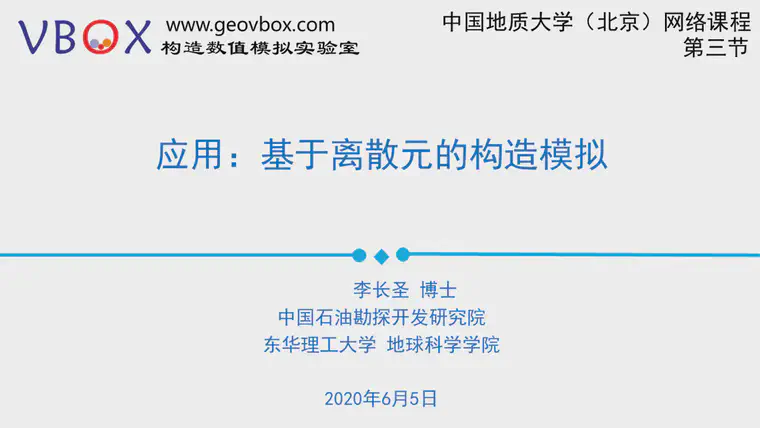 VBOX www.geovbox.com
构造数值模拟实验室
中国地质大学（北京）网络课程
第三节
应用：基于离散元的构造模拟
李长圣 博士
中国石油勘探开发研究院
东华理工大学 地球科学学院
2020年6月5日